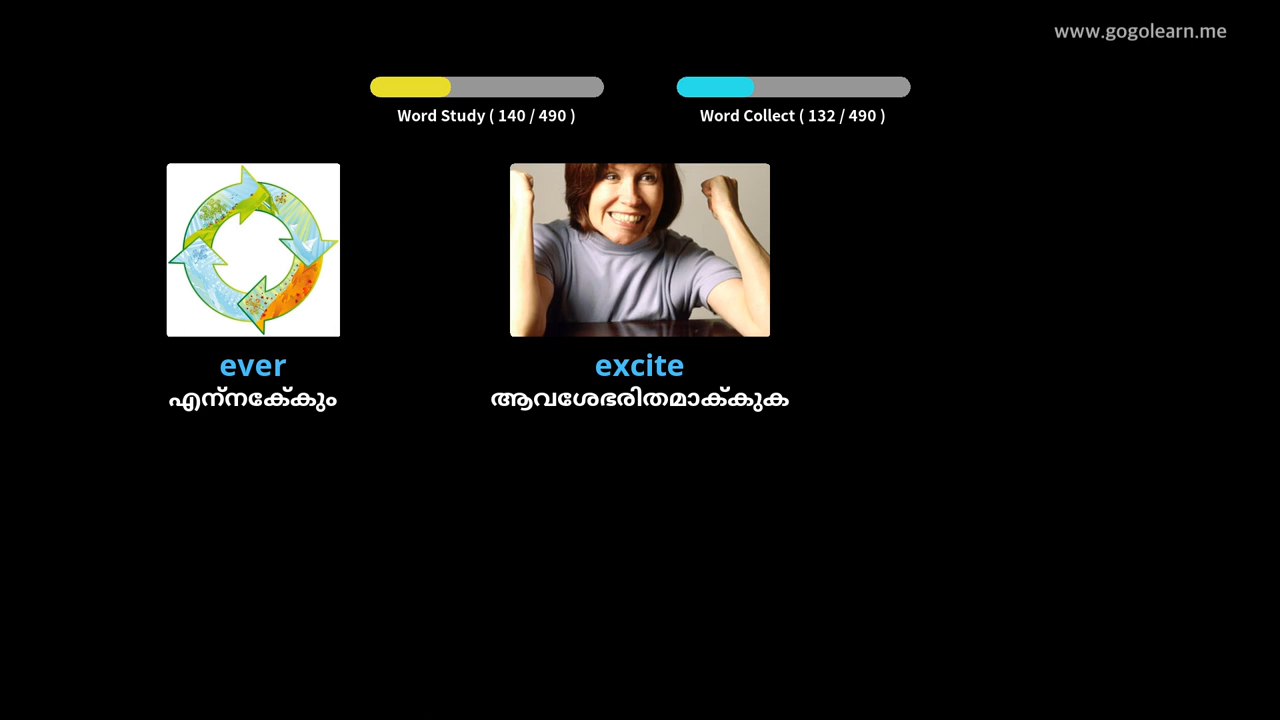 www.gogolearn.me
Word Study ( 140 / 490 )
Word Collect ( 132 / 490 )
ever
എന്നക്കേും
excite
ആവശേഭരിതമാക്കുക